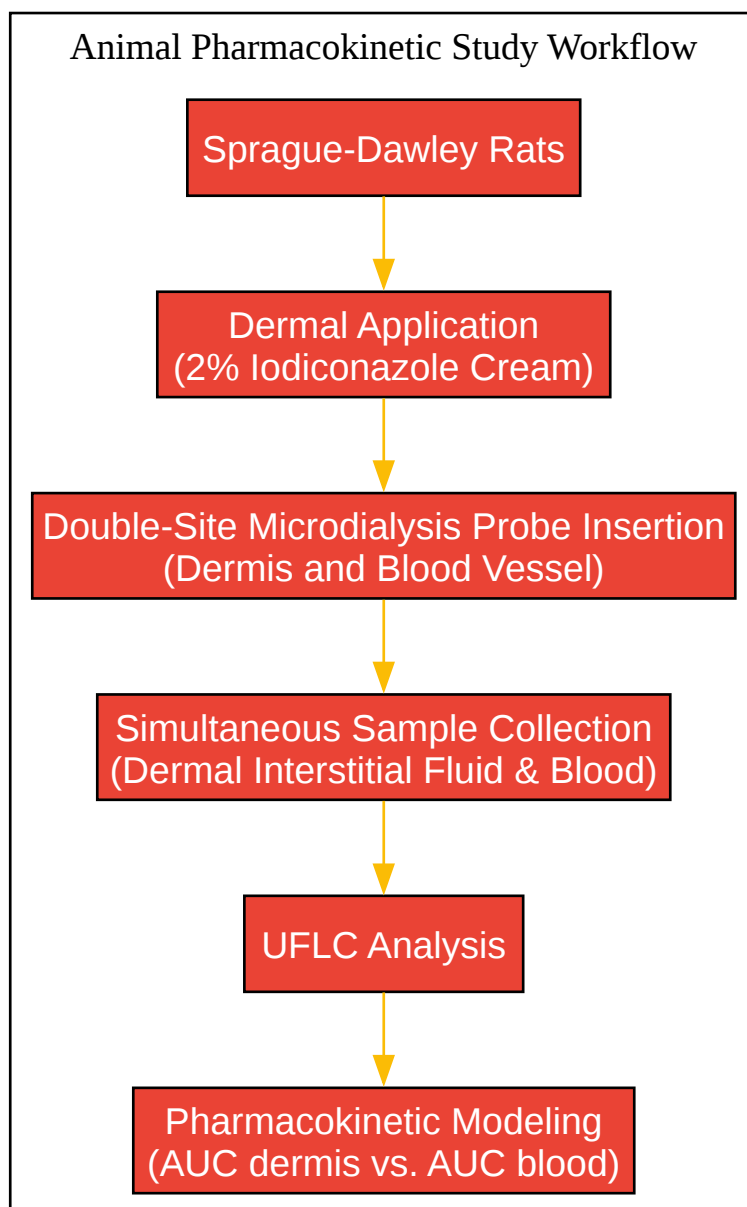 Animal Pharmacokinetic Study Workflow
Sprague-Dawley Rats
Dermal Application
(2% Iodiconazole Cream)
Double-Site Microdialysis Probe Insertion
(Dermis and Blood Vessel)
Simultaneous Sample Collection
(Dermal Interstitial Fluid & Blood)
UFLC Analysis
Pharmacokinetic Modeling
(AUC dermis vs. AUC blood)